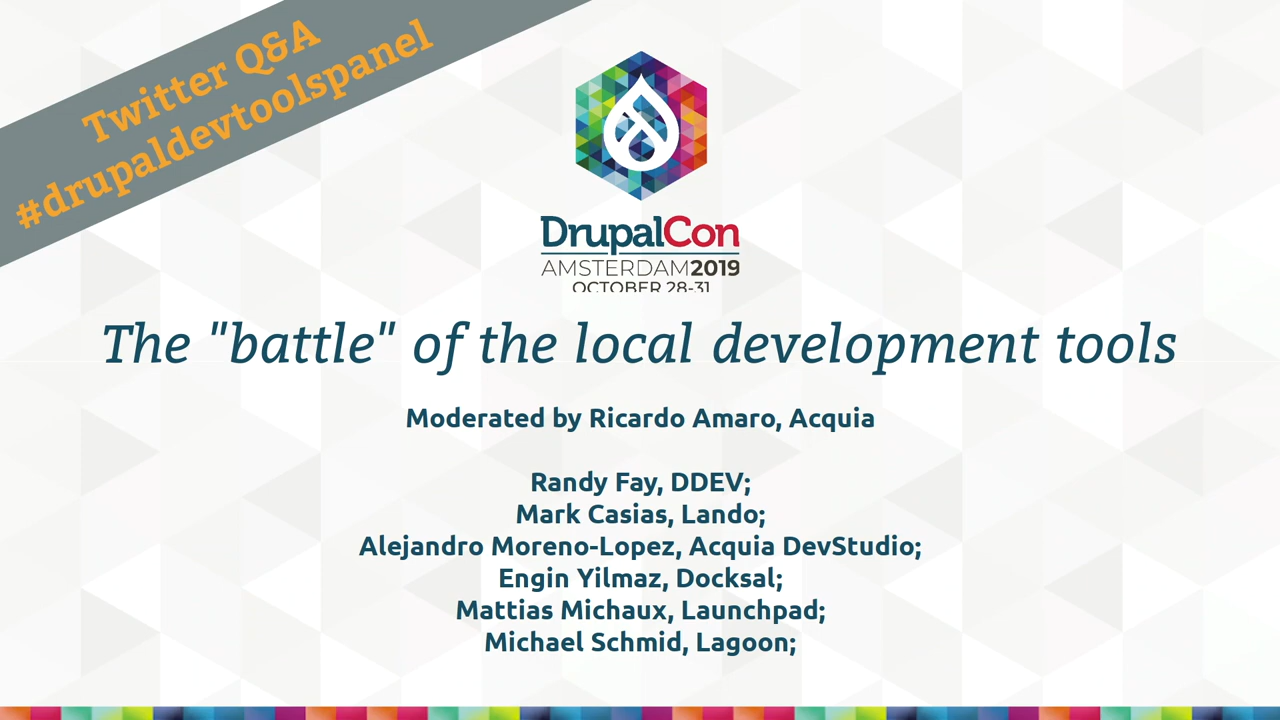 Twitter Q&A
#drupaldevtoolspanel
DrupalCon
AMSTERDAM2019
OCTOBER 28-31
The "battle" of the local development tools
Moderated by Ricardo Amaro, Acquia
Randy Fay, DDEV;
Mark Casias, Lando;
Alejandro Moreno-Lopez, Acquia DevStudio;
Engin Yilmaz, Docksal;
Mattias Michaux, Launchpad;
Michael Schmid, Lagoon;